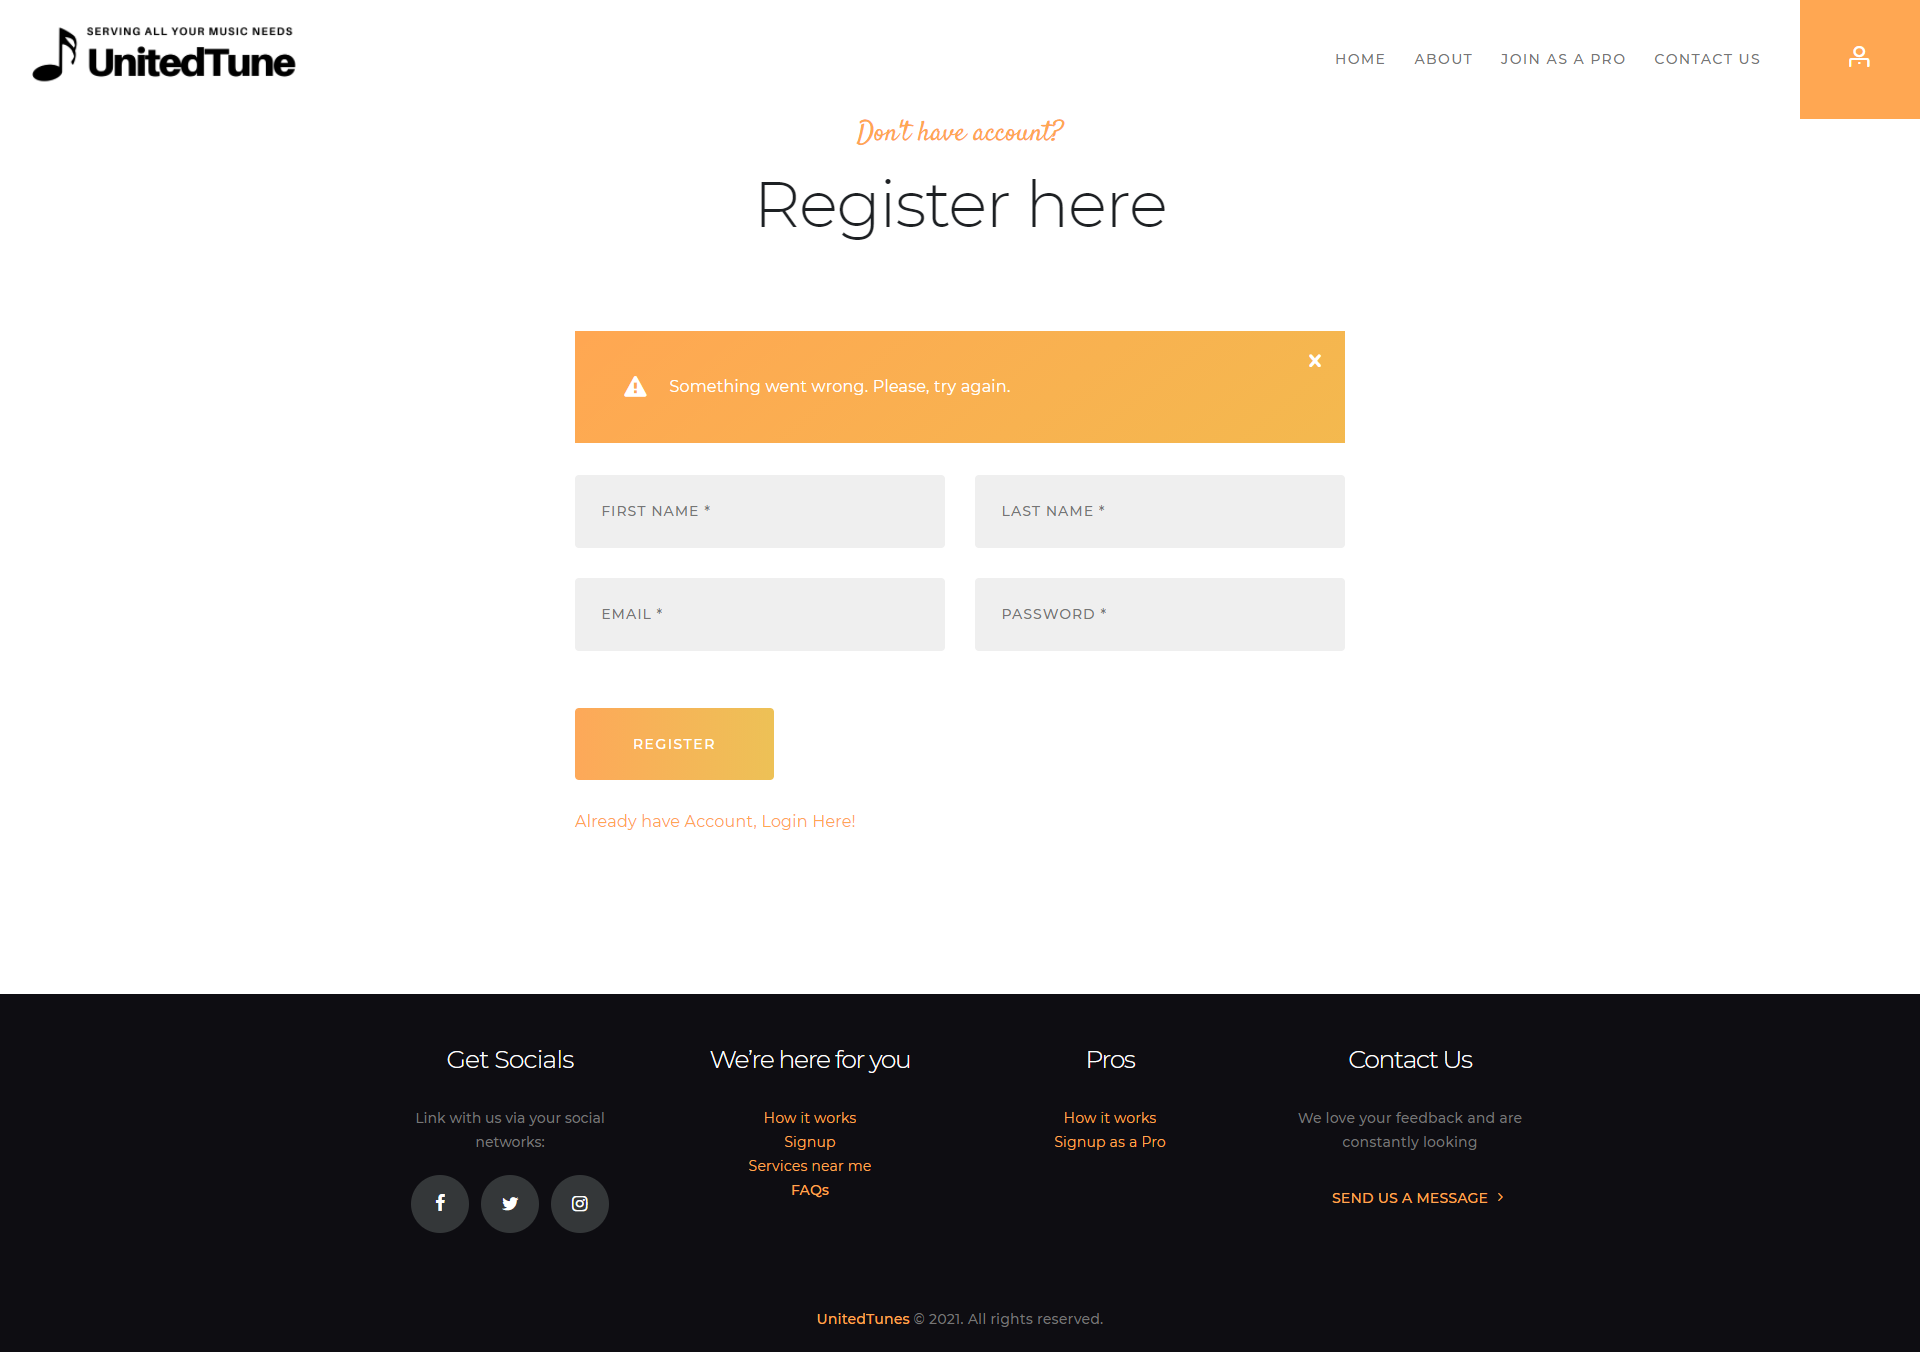 SERVING ALL YOUR MUSIC NEEDS
UnitedTune
HOME ABOUT JOIN AS A PRO CONTACT US
Don't have account?
Register here
Something went wrong. Please, try again.
FIRST NAME * LAST NAME *
EMAIL * PASSWORD *
REGISTER
Already have Account, Login Here!
Get Socials
Link with us via your social
networks:
We’re here for you
How it works
Signup
Services near me
FAQs
Pros
How it works
Signup as a Pro
Contact Us
We love your feedback and are
constantly looking
SEND US A MESSAGE
UnitedTunes © 2021. All rights reserved.